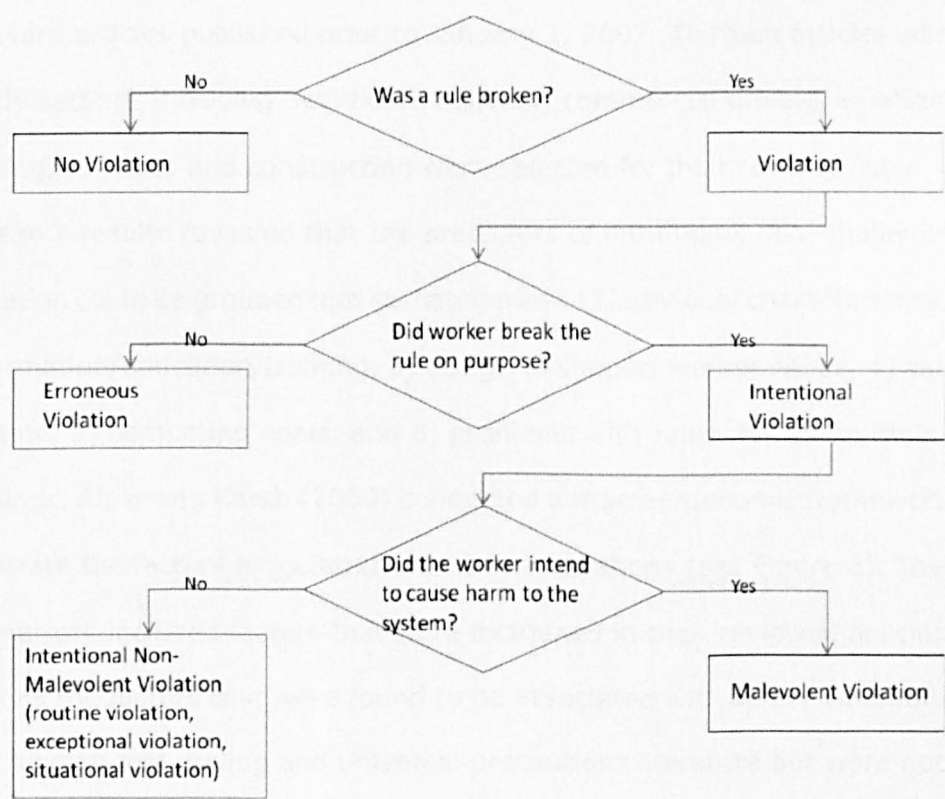 Was a rule broken?
No
Yes
No Violation
Violation
Did worker break the
rule on purpose?
No
Yes
Erroneous
Violation
Intentional
Violation
Did the worker intend
to cause harm to the
system?
No
Yes
Intentional Non-
Malevolent Violation
(routine violation,
exceptional violation,
situational violation)
Malevolent Violation